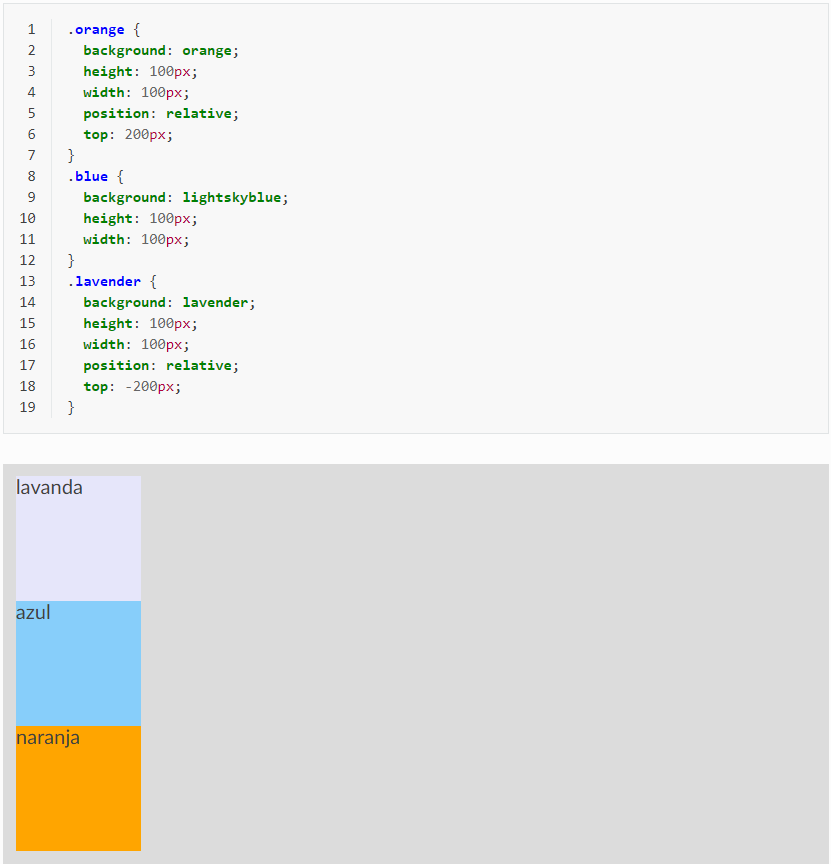 1 .orange {
2 background: orange;
3 height: 100px;
4 width: 100px;
5 position: relative;
6 top: 200px;
7 }
8 .blue {
9 background: lightskyblue;
10 height: 100px;
11 width: 100px;
12 }
13 .lavender {
14 background: lavender;
15 height: 100px;
16 width: 100px;
17 position: relative;
18 top: -200px;
19 }
lavanda
azul
naranja